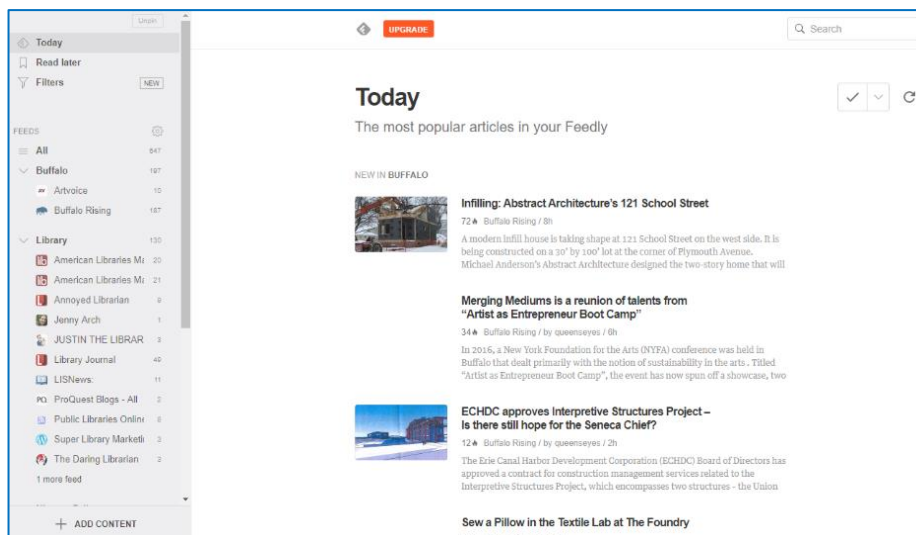 Unpin
Today
Read later
Filters NEW
FEEDS
All 647
Buffalo 197
Artvoice 10
Buffalo Rising 187
Library 130
American Libraries Ma 20
American Libraries Ma 21
Annoyed Librarian
Jenny Arch 1
JUSTIN THE LIBRAR
Library Journal 49
LISNews: 11
PQ ProQuest Blogs - All 2
Public Libraries Online
Super Library Marketi
The Daring Librarian
1 more feed
+ ADD CONTENT
UPGRADE
Search
Today
The most popular articles in your Feedly
NEW IN BUFFALO
Infilling: Abstract Architecture's 121 School Street
72 Buffalo Rising / 8h
A modern infill house is taking shape at 121 School Street on the west side. It is
being constructed on a 30' by 100' lot at the corner of Plymouth Avenue.
Michael Anderson's Abstract Architecture designed the two-story home that will
Merging Mediums is a reunion of talents from
“Artist as Entrepreneur Boot Camp”
34 Buffalo Rising / by queenseyes / 6h
In 2016, a New York Foundation for the Arts (NYFA) conference was held in
Buffalo that dealt primarily with the notion of sustainability in the arts . Titled
“Artist as Entrepreneur Boot Camp”, the event has now spun off a showcase, two
ECHDC approves Interpretive Structures Project –
Is there still hope for the Seneca Chief?
12 Buffalo Rising / by queenseyes / 2h
The Erie Canal Harbor Development Corporation (ECHDC) Board of Directors has
approved a contract for construction management services related to the
Interpretive Structures Project, which encompasses two structures - the Union
Sew a Pillow in the Textile Lab at The Foundry